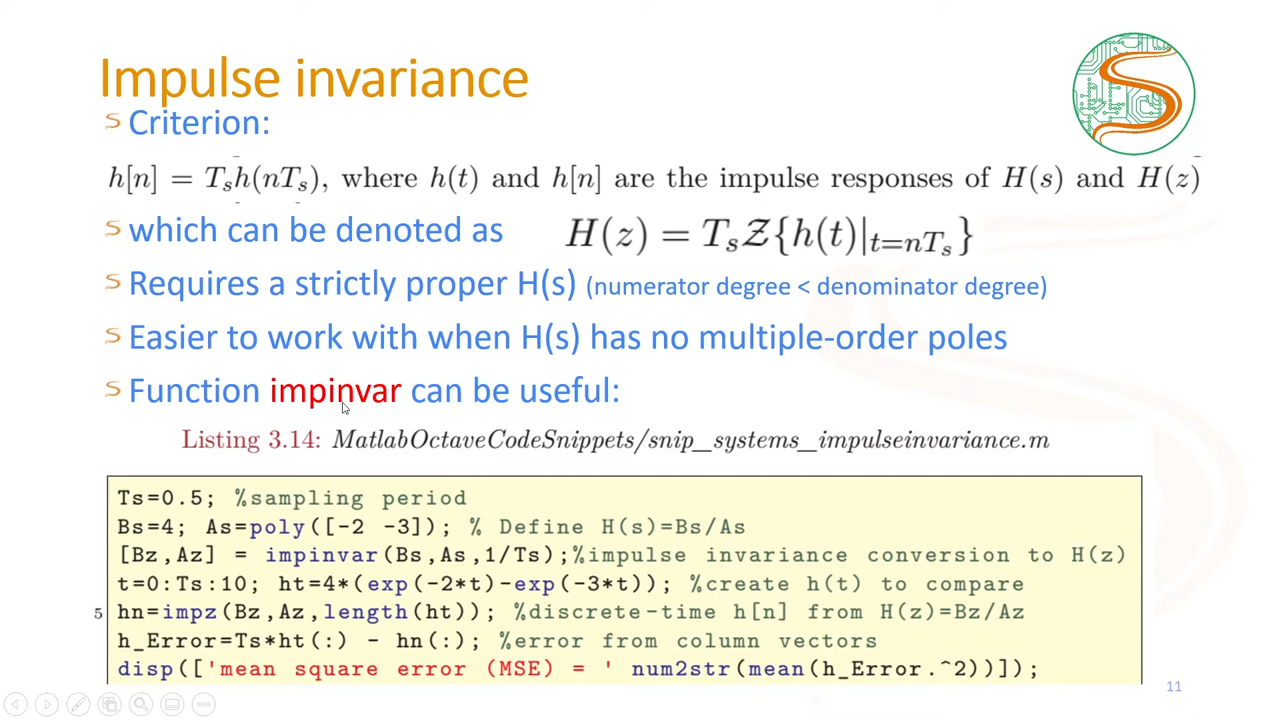 Impulse invariance
Criterion:
h[n] = T_s h(nT_s), where h(t) and h[n] are the impulse responses of H(s) and H(z)
which can be denoted as H(z) = T_s Z{h(t)|_{t=nT_s}}
Requires a strictly proper H(s) (numerator degree < denominator degree)
Easier to work with when H(s) has no multiple-order poles
Function impinvar can be useful:
Listing 3.14: MatlabOctaveCodeSnippets/snip_systems_impulseinvariance.m
Ts=0.5; %sampling period
Bs=4; As=poly([-2 -3]); % Define H(s)=Bs/As
[Bz,Az] = impinvar(Bs,As,1/Ts);%impulse invariance conversion to H(z)
t=0:Ts:10; ht=4*(exp(-2*t)-exp(-3*t)); %create h(t) to compare
5 hn=impz(Bz,Az,length(ht)); %discrete-time h[n] from H(z)=Bz/Az
h_Error=Ts*ht(:) - hn(:); %error from column vectors
disp(['mean square error (MSE) = ' num2str(mean(h_Error.^2))]);
11